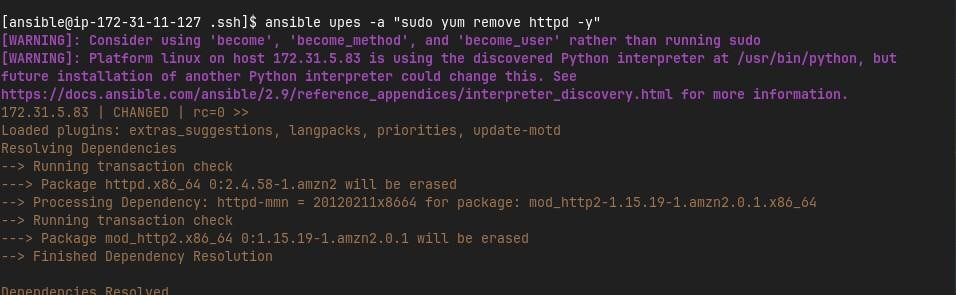 [ansible@ip-172-31-11-127 .ssh]$ ansible upes -a "sudo yum remove httpd -y"
[WARNING]: Consider using 'become', 'become_method', and 'become_user' rather than running sudo
[WARNING]: Platform linux on host 172.31.5.83 is using the discovered Python interpreter at /usr/bin/python, but
future installation of another Python interpreter could change this. See
https://docs.ansible.com/ansible/2.9/reference_appendices/interpreter_discovery.html for more information.
172.31.5.83 | CHANGED | rc=0 >>
Loaded plugins: extras_suggestions, langpacks, priorities, update-motd
Resolving Dependencies
--> Running transaction check
---> Package httpd.x86_64 0:2.4.58-1.amzn2 will be erased
--> Processing Dependency: httpd-mmn = 20120211x8664 for package: mod_http2-1.15.19-1.amzn2.0.1.x86_64
--> Running transaction check
---> Package mod_http2.x86_64 0:1.15.19-1.amzn2.0.1 will be erased
--> Finished Dependency Resolution
Dependencies Resolved